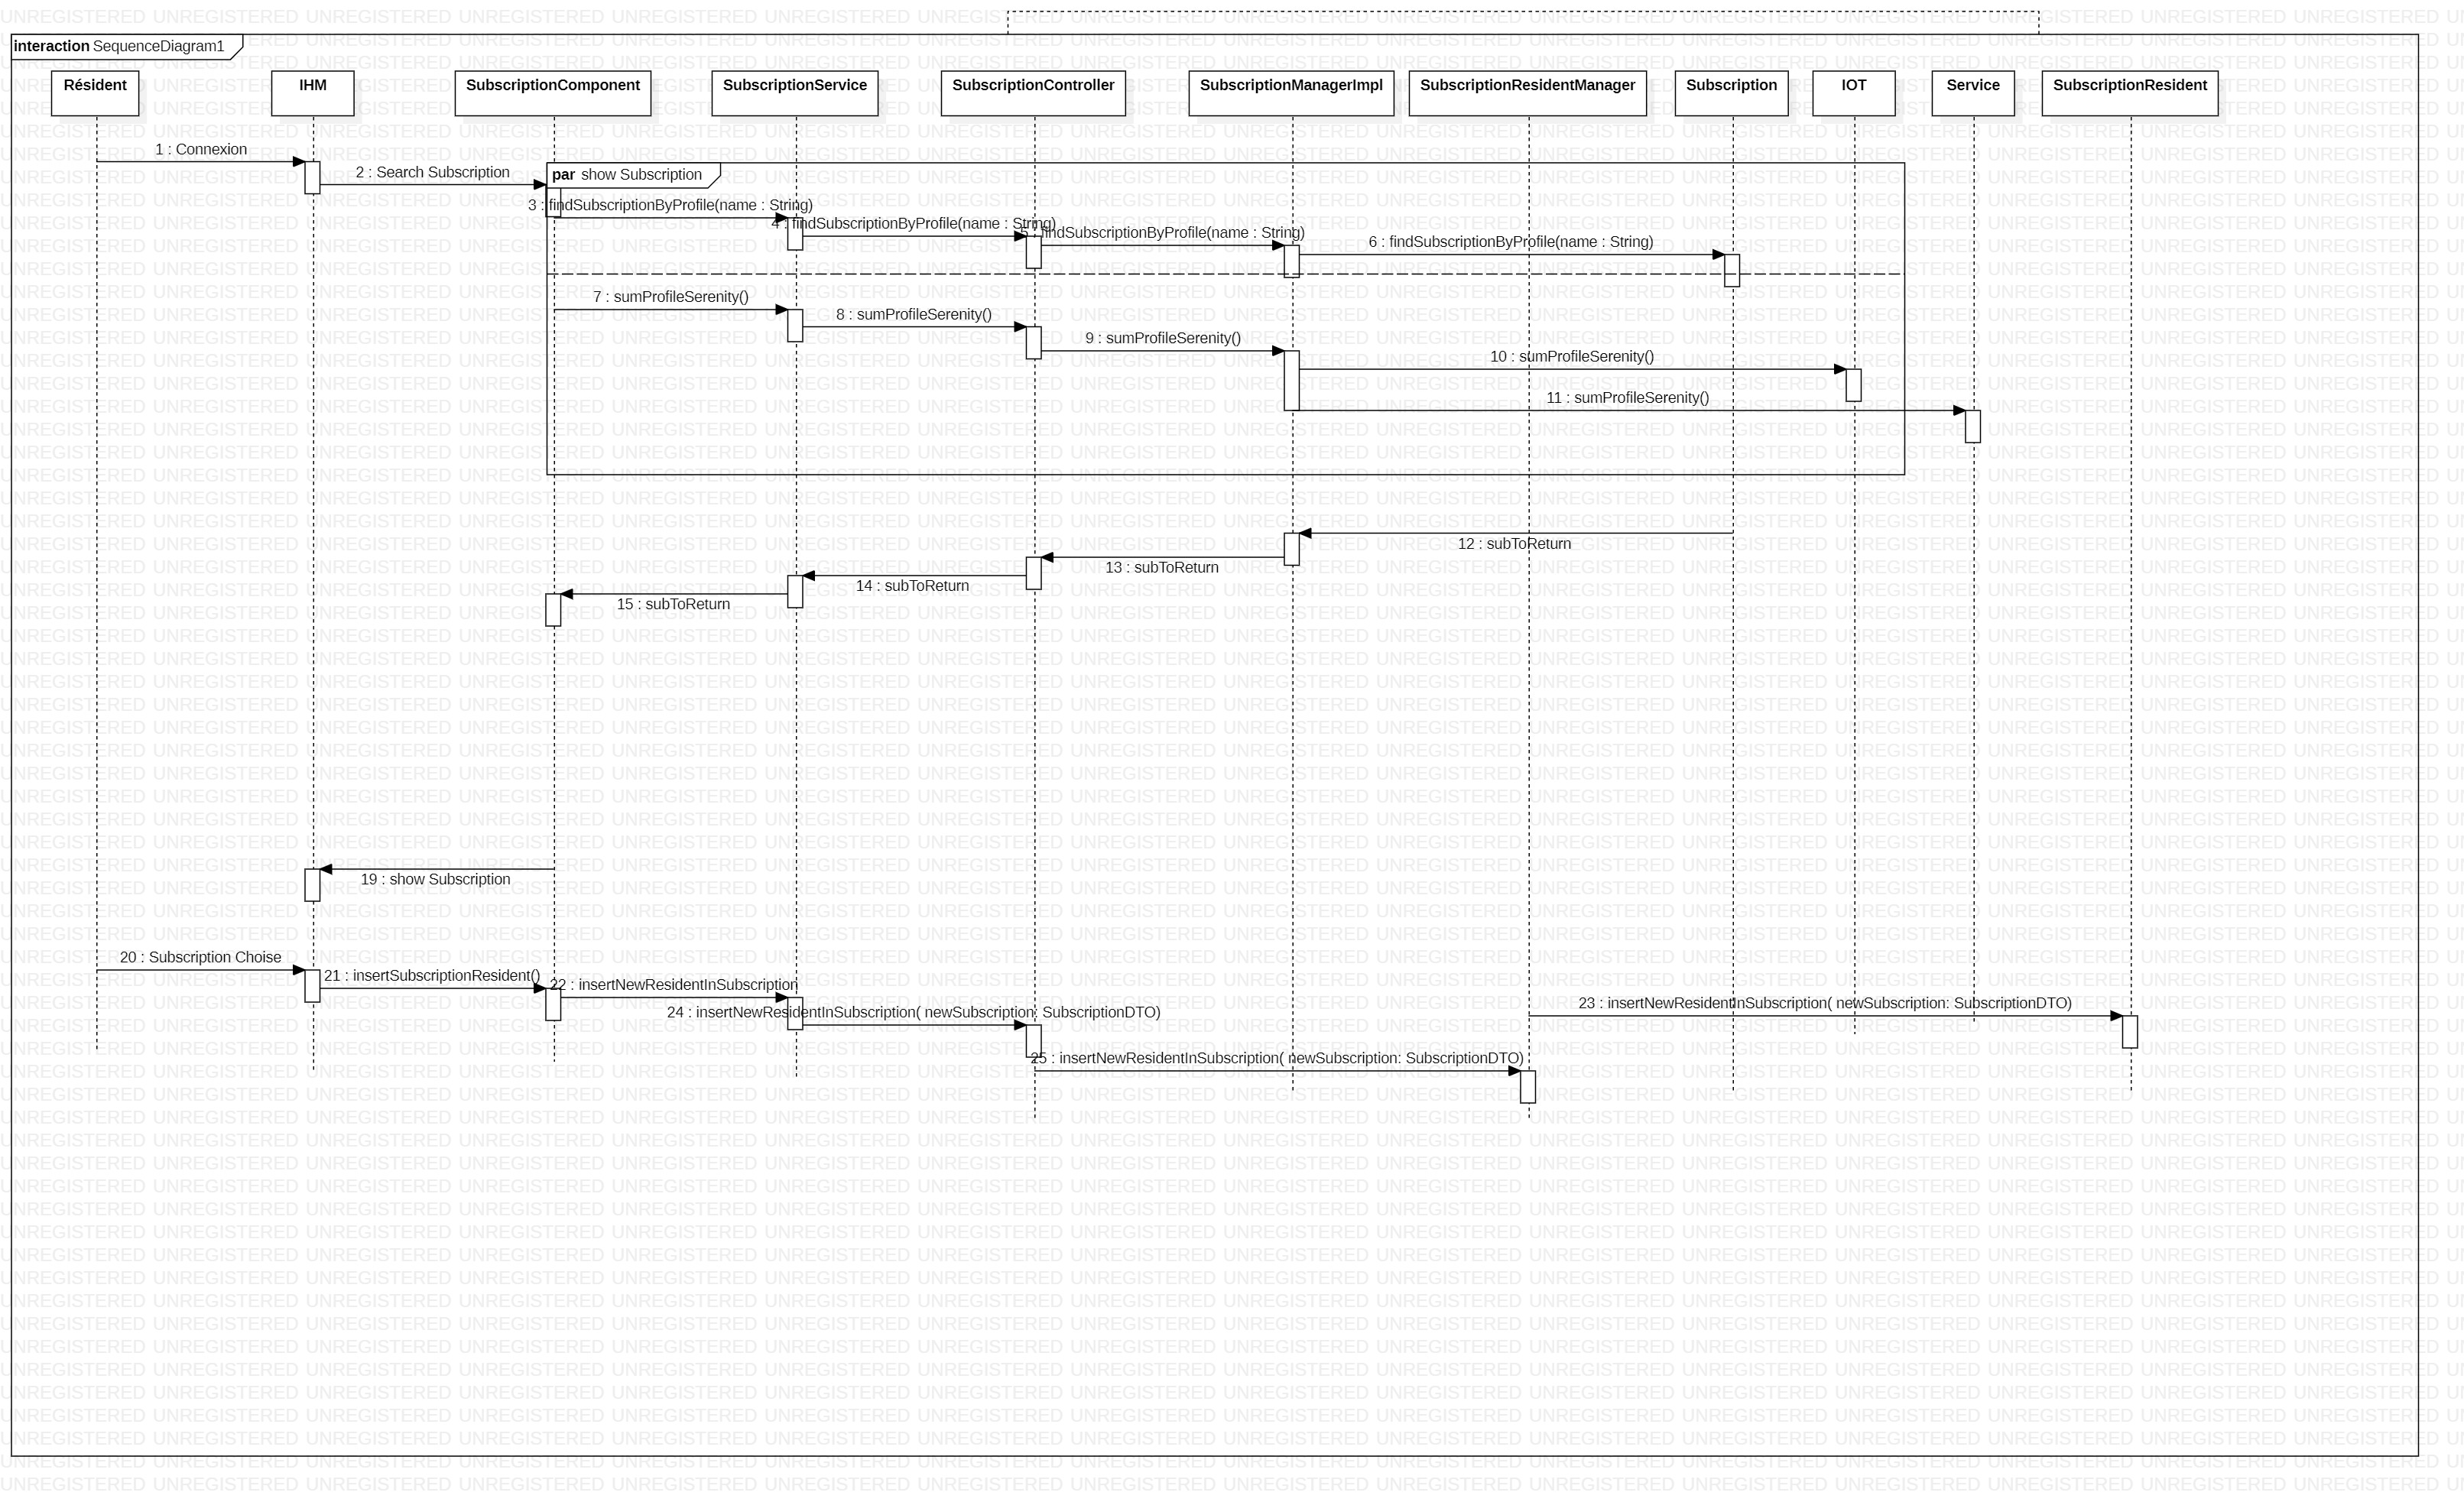 interaction SequenceDiagram1
Résident
IHM
SubscriptionComponent
SubscriptionService
SubscriptionController
SubscriptionManagerImpl
SubscriptionResidentManager
Subscription
IOT
Service
SubscriptionResident
1 : Connexion
2 : Search Subscription
par show Subscription
3 : findSubscriptionByProfile(name : String)
4 : findSubscriptionByProfile(name : String)
5 : findSubscriptionByProfile(name : String)
6 : findSubscriptionByProfile(name : String)
7 : sumProfileSerenity()
8 : sumProfileSerenity()
9 : sumProfileSerenity()
10 : sumProfileSerenity()
11 : sumProfileSerenity()
12 : subToReturn
13 : subToReturn
14 : subToReturn
15 : subToReturn
19 : show Subscription
20 : Subscription Choise
21 : insertSubscriptionResident()
22 : insertNewResidentInSubscription
23 : insertNewResidentInSubscription( newSubscription: SubscriptionDTO)
24 : insertNewResidentInSubscription( newSubscription: SubscriptionDTO)
25 : insertNewResidentInSubscription( newSubscription: SubscriptionDTO)
UNREGISTERED